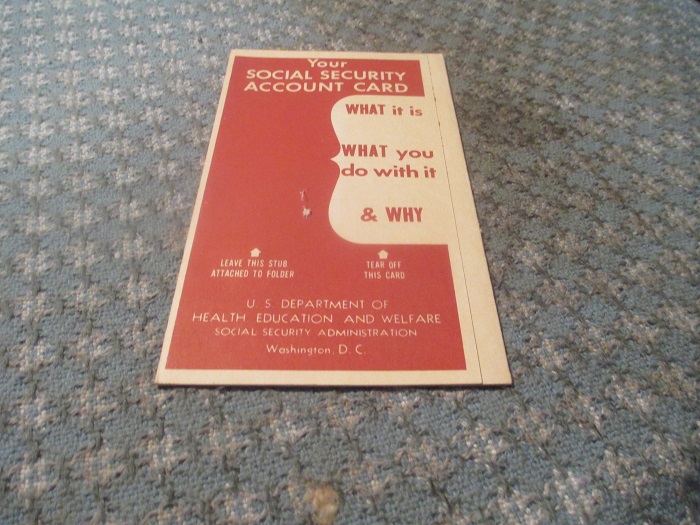 Your
SOCIAL SECURITY
ACCOUNT CARD
WHAT it is
WHAT you
do with it
& WHY
LEAVE THIS STUB
ATTACHED TO FOLDER
TEAR OFF
THIS CARD
U. S. DEPARTMENT OF
HEALTH, EDUCATION AND WELFARE
SOCIAL SECURITY ADMINISTRATION
Washington, D. C.